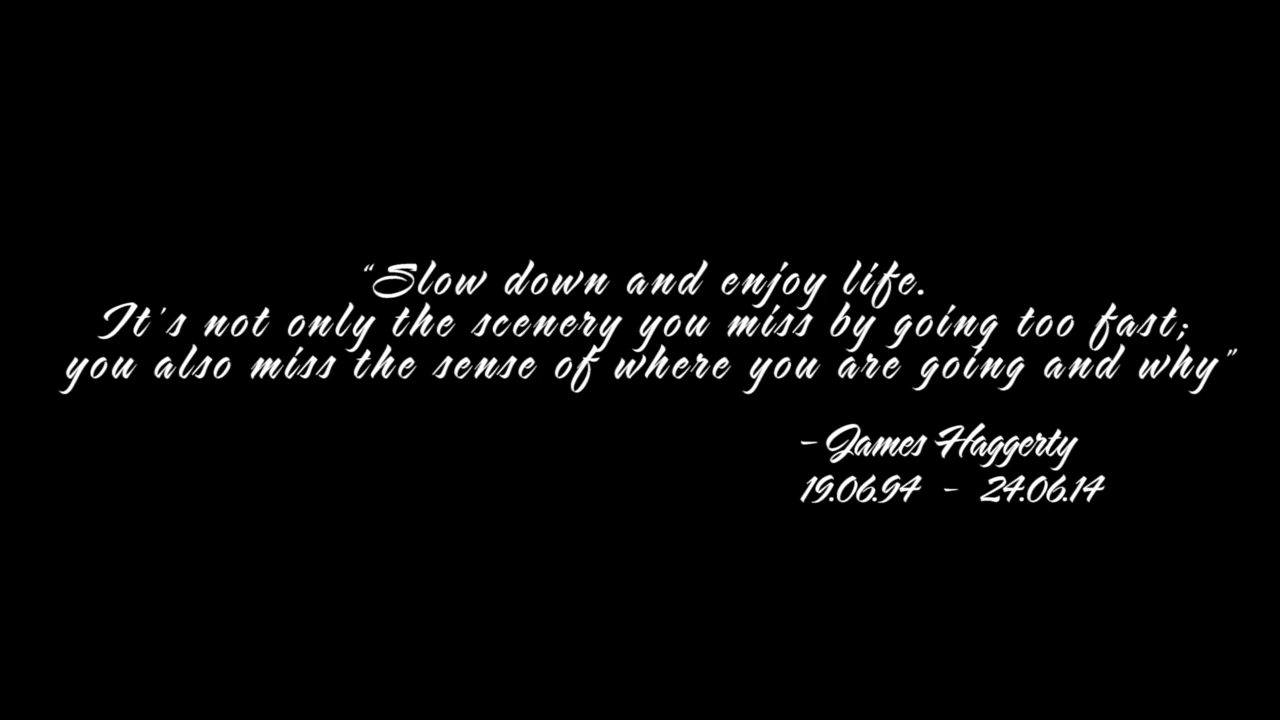 “Slow down and enjoy life.
It's not only the scenery you miss by going too fast;
you also miss the sense of where you are going and why”
- James Haggerty
19.06.94 - 24.06.14